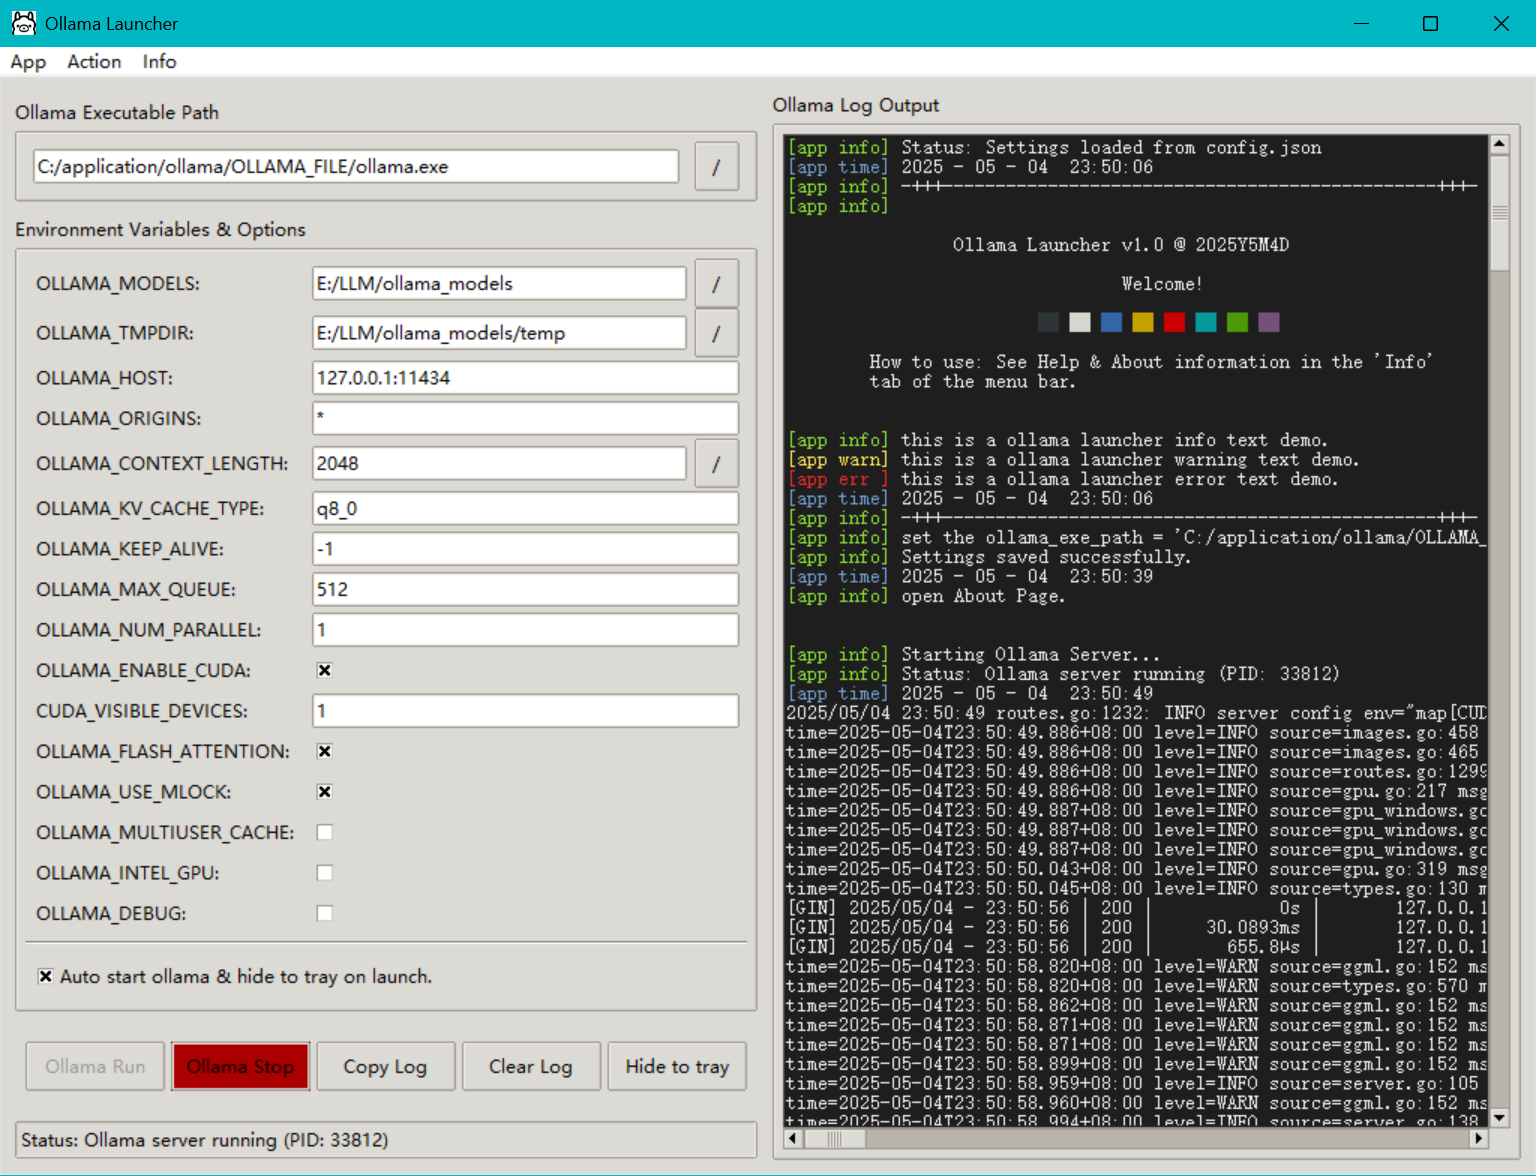 Ollama Launcher
App Action Info
Ollama Executable Path
C:/application/ollama/OLLAMA_FILE/ollama.exe /
Environment Variables & Options
OLLAMA_MODELS: E:/LLM/ollama_models /
OLLAMA_TMPDIR: E:/LLM/ollama_models/temp /
OLLAMA_HOST: 127.0.0.1:11434
OLLAMA_ORIGINS: *
OLLAMA_CONTEXT_LENGTH: 2048 /
OLLAMA_KV_CACHE_TYPE: q8_0
OLLAMA_KEEP_ALIVE: -1
OLLAMA_MAX_QUEUE: 512
OLLAMA_NUM_PARALLEL: 1
OLLAMA_ENABLE_CUDA:
CUDA_VISIBLE_DEVICES: 1
OLLAMA_FLASH_ATTENTION:
OLLAMA_USE_MLOCK:
OLLAMA_MULTIUSER_CACHE:
OLLAMA_INTEL_GPU:
OLLAMA_DEBUG:
Auto start ollama & hide to tray on launch.
Ollama Run Ollama Stop Copy Log Clear Log Hide to tray
Status: Ollama server running (PID: 33812)
Ollama Log Output
[app info] Status: Settings loaded from config.json
[app time] 2025 - 05 - 04 23:50:06
[app info] -+++----------------------------------------------------------------+++-
[app info]
Ollama Launcher v1.0 @ 2025Y5M4D
Welcome!
How to use: See Help & About information in the 'Info'
tab of the menu bar.
[app info] this is a ollama launcher info text demo.
[app warn] this is a ollama launcher warning text demo.
[app err ] this is a ollama launcher error text demo.
[app time] 2025 - 05 - 04 23:50:06
[app info] -+++----------------------------------------------------------------+++-
[app info] set the ollama_exe_path = 'C:/application/ollama/OLLAMA_
[app info] Settings saved successfully.
[app time] 2025 - 05 - 04 23:50:39
[app info] open About Page.
[app info] Starting Ollama Server...
[app info] Status: Ollama server running (PID: 33812)
[app time] 2025 - 05 - 04 23:50:49
2025/05/04 23:50:49 routes.go:1232: INFO server config env="map[CUD
time=2025-05-04T23:50:49.886+08:00 level=INFO source=images.go:458
time=2025-05-04T23:50:49.886+08:00 level=INFO source=images.go:465
time=2025-05-04T23:50:49.886+08:00 level=INFO source=routes.go:1299
time=2025-05-04T23:50:49.886+08:00 level=INFO source=gpu.go:217 msg
time=2025-05-04T23:50:49.887+08:00 level=INFO source=gpu_windows.gc
time=2025-05-04T23:50:49.887+08:00 level=INFO source=gpu_windows.gc
time=2025-05-04T23:50:49.887+08:00 level=INFO source=gpu_windows.gc
time=2025-05-04T23:50:50.043+08:00 level=INFO source=gpu.go:319 msg
time=2025-05-04T23:50:50.045+08:00 level=INFO source=types.go:130 m
[GIN] 2025/05/04 - 23:50:56 | 200 | 0s | 127.0.0.1
[GIN] 2025/05/04 - 23:50:56 | 200 | 30.0893ms | 127.0.0.1
[GIN] 2025/05/04 - 23:50:56 | 200 | 655.8µs | 127.0.0.1
time=2025-05-04T23:50:58.820+08:00 level=WARN source=ggml.go:152 ms
time=2025-05-04T23:50:58.820+08:00 level=WARN source=types.go:570 m
time=2025-05-04T23:50:58.862+08:00 level=WARN source=ggml.go:152 ms
time=2025-05-04T23:50:58.871+08:00 level=WARN source=ggml.go:152 ms
time=2025-05-04T23:50:58.871+08:00 level=WARN source=ggml.go:152 ms
time=2025-05-04T23:50:58.899+08:00 level=WARN source=ggml.go:152 ms
time=2025-05-04T23:50:58.959+08:00 level=INFO source=server.go:105
time=2025-05-04T23:50:58.960+08:00 level=WARN source=ggml.go:152 ms
time=2025-05-04T23:50:58.994+08:00 level=INFO source=server.go:138